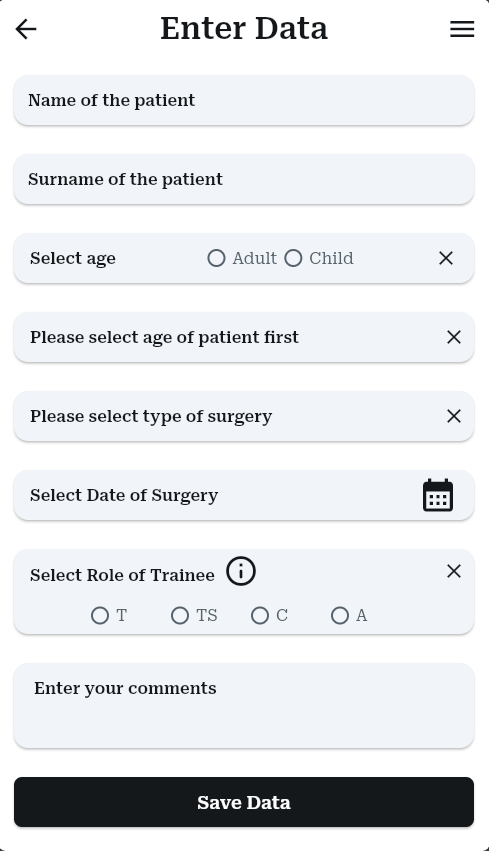 Enter Data
Name of the patient
Surname of the patient
Select age Adult Child
Please select age of patient first
Please select type of surgery
Select Date of Surgery
Select Role of Trainee
T TS C A
Enter your comments
Save Data